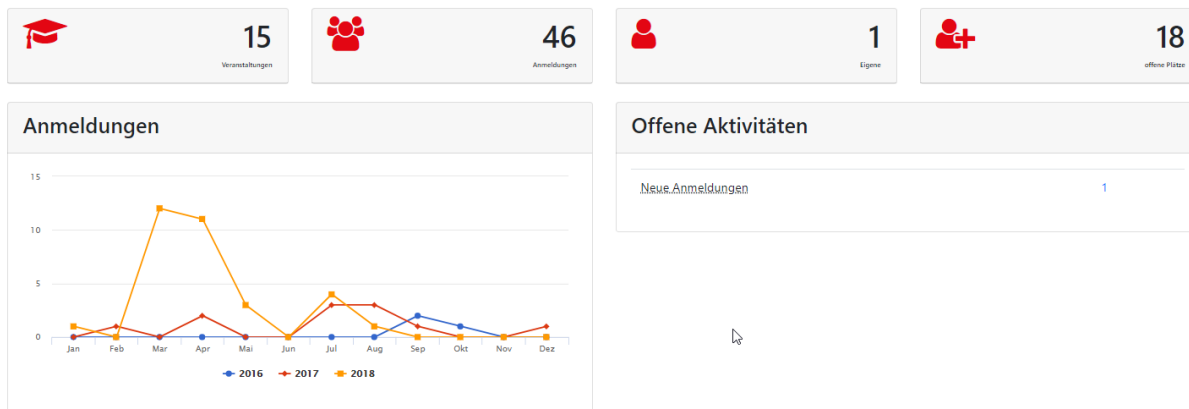 15
Veranstaltungen
46
Anmeldungen
1
Eigene
18
offene Plätze
Anmeldungen
15
10
5
0
Jan Feb Mar Apr Mai Jun Jul Aug Sep Okt Nov Dez
2016 2017 2018
Offene Aktivitäten
Neue Anmeldungen 1